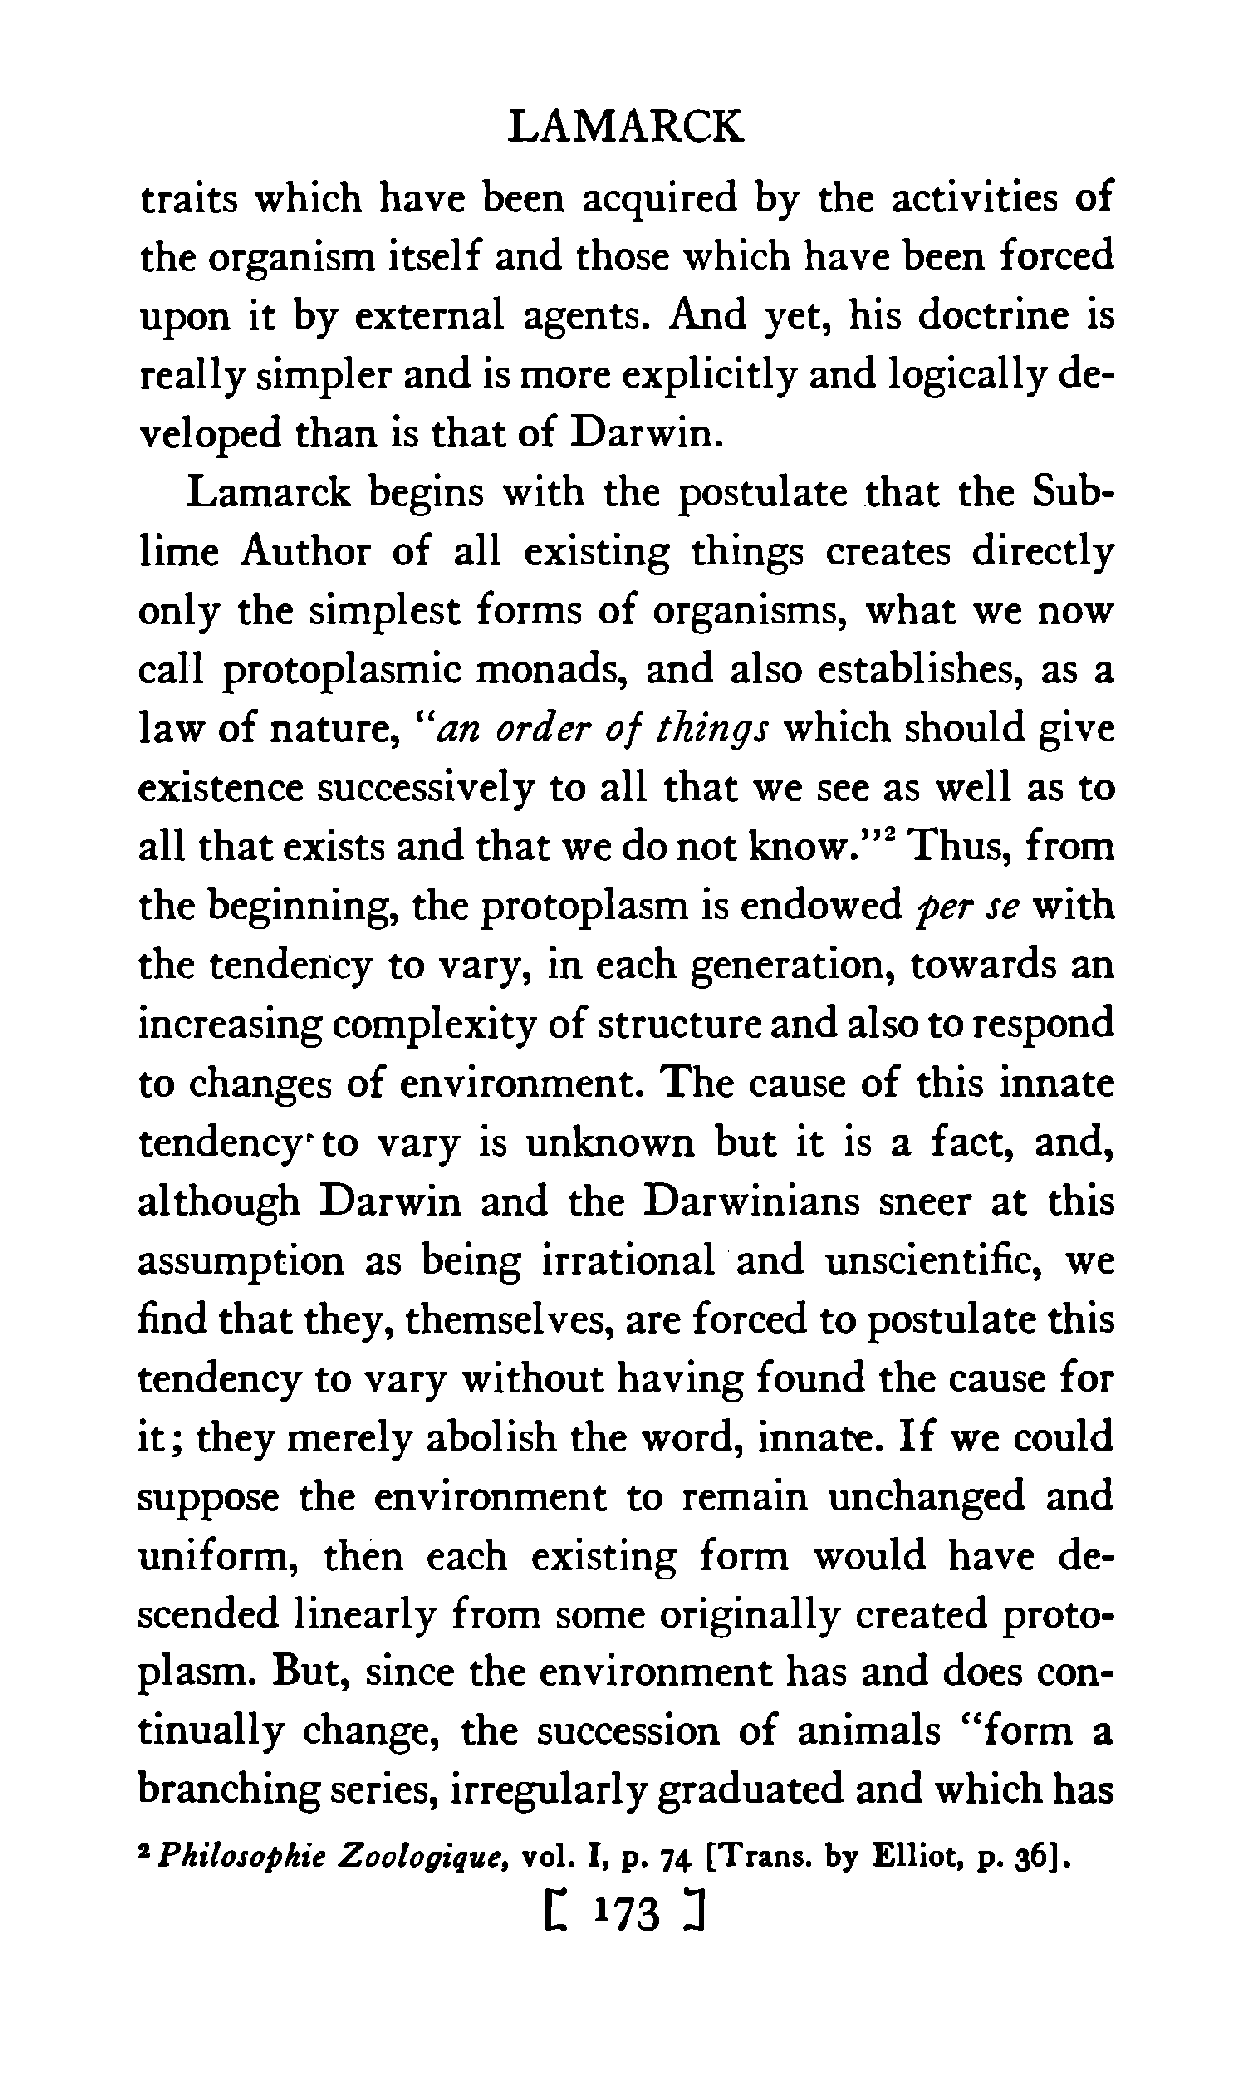 LAMARCK
traits which have been acquired by the activities of
the organism itself and those which have been forced
upon it by external agents. And yet, his doctrine is
really simpler and is more explicitly and logically de-
veloped than is that of Darwin.
Lamarck begins with the postulate that the Sub-
lime Author of all existing things creates directly
only the simplest forms of organisms, what we now
call protoplasmic monads, and also establishes, as a
law of nature, "an order of things which should give
existence successively to all that we see as well as to
all that exists and that we do not know."² Thus, from
the beginning, the protoplasm is endowed per se with
the tendency to vary, in each generation, towards an
increasing complexity of structure and also to respond
to changes of environment. The cause of this innate
tendency to vary is unknown but it is a fact, and,
although Darwin and the Darwinians sneer at this
assumption as being irrational and unscientific, we
find that they, themselves, are forced to postulate this
tendency to vary without having found the cause for
it; they merely abolish the word, innate. If we could
suppose the environment to remain unchanged and
uniform, then each existing form would have de-
scended linearly from some originally created proto-
plasm. But, since the environment has and does con-
tinually change, the succession of animals "form a
branching series, irregularly graduated and which has
² Philosophie Zoologique, vol. I, p. 74 [Trans. by Elliot, p. 36].
[ 173 ]